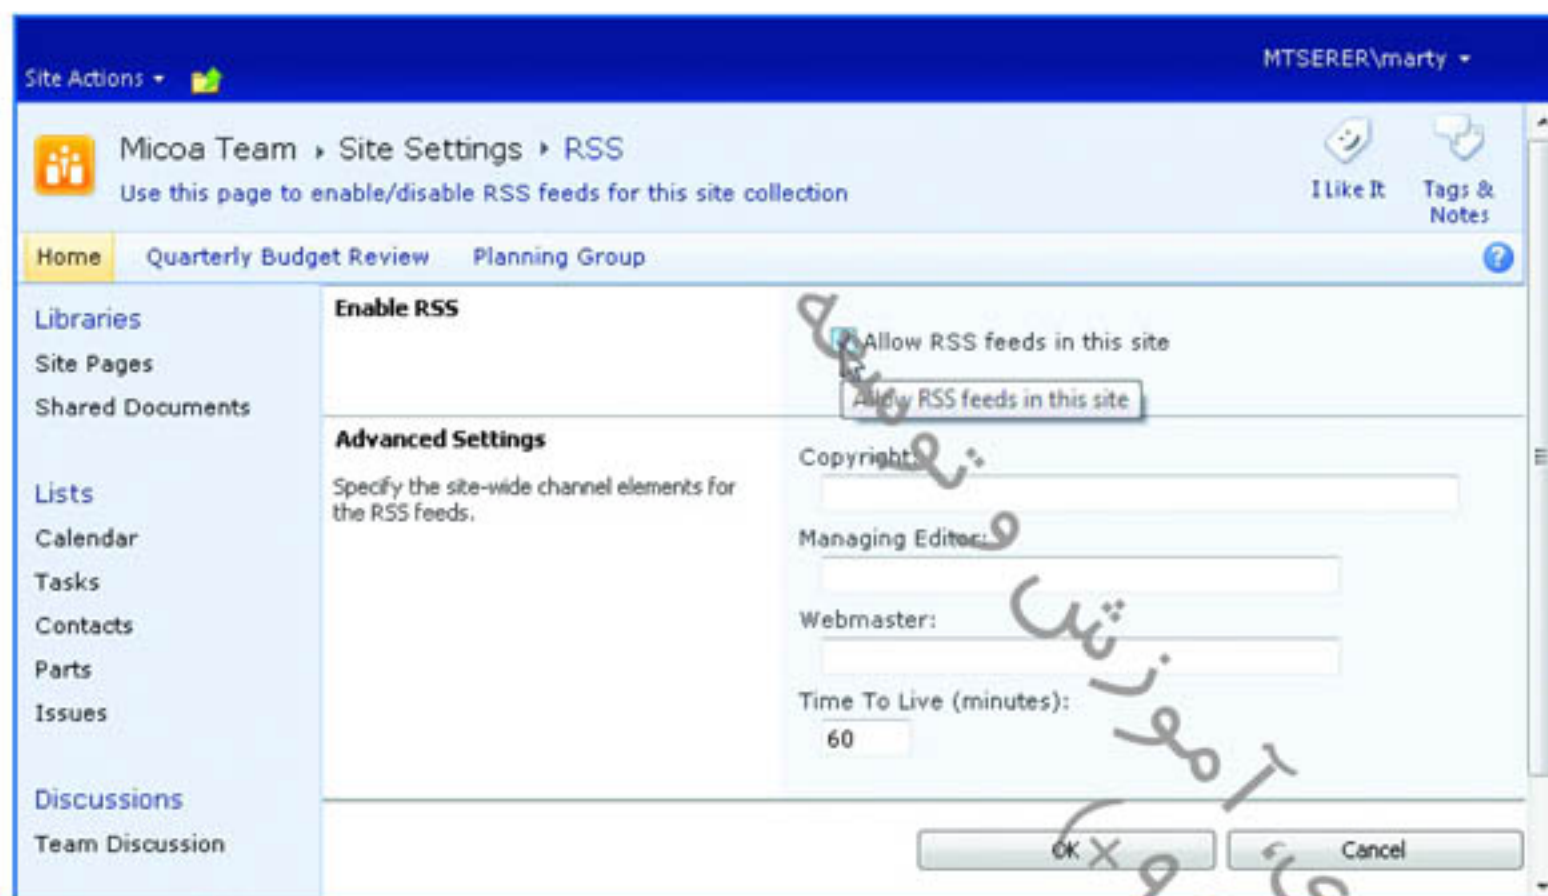 MTSERER\marty
Site Actions
Micoa Team ▸ Site Settings ▸ RSS
Use this page to enable/disable RSS feeds for this site collection
I Like It
Tags & Notes
Home Quarterly Budget Review Planning Group
Libraries
Site Pages
Shared Documents
Lists
Calendar
Tasks
Contacts
Parts
Issues
Discussions
Team Discussion
Enable RSS
Allow RSS feeds in this site
Allow RSS feeds in this site
Advanced Settings
Specify the site-wide channel elements for
the RSS feeds.
Copyright:
Managing Editor:
Webmaster:
Time To Live (minutes):
60
OK Cancel
آموزش و توسعه